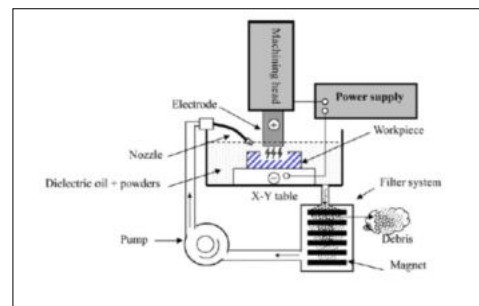 Machining head
Power supply
Electrode
+
Workpiece
Nozzle
Dielectric oil + powders
−
X-Y table
Filter system
Debris
Pump
Magnet